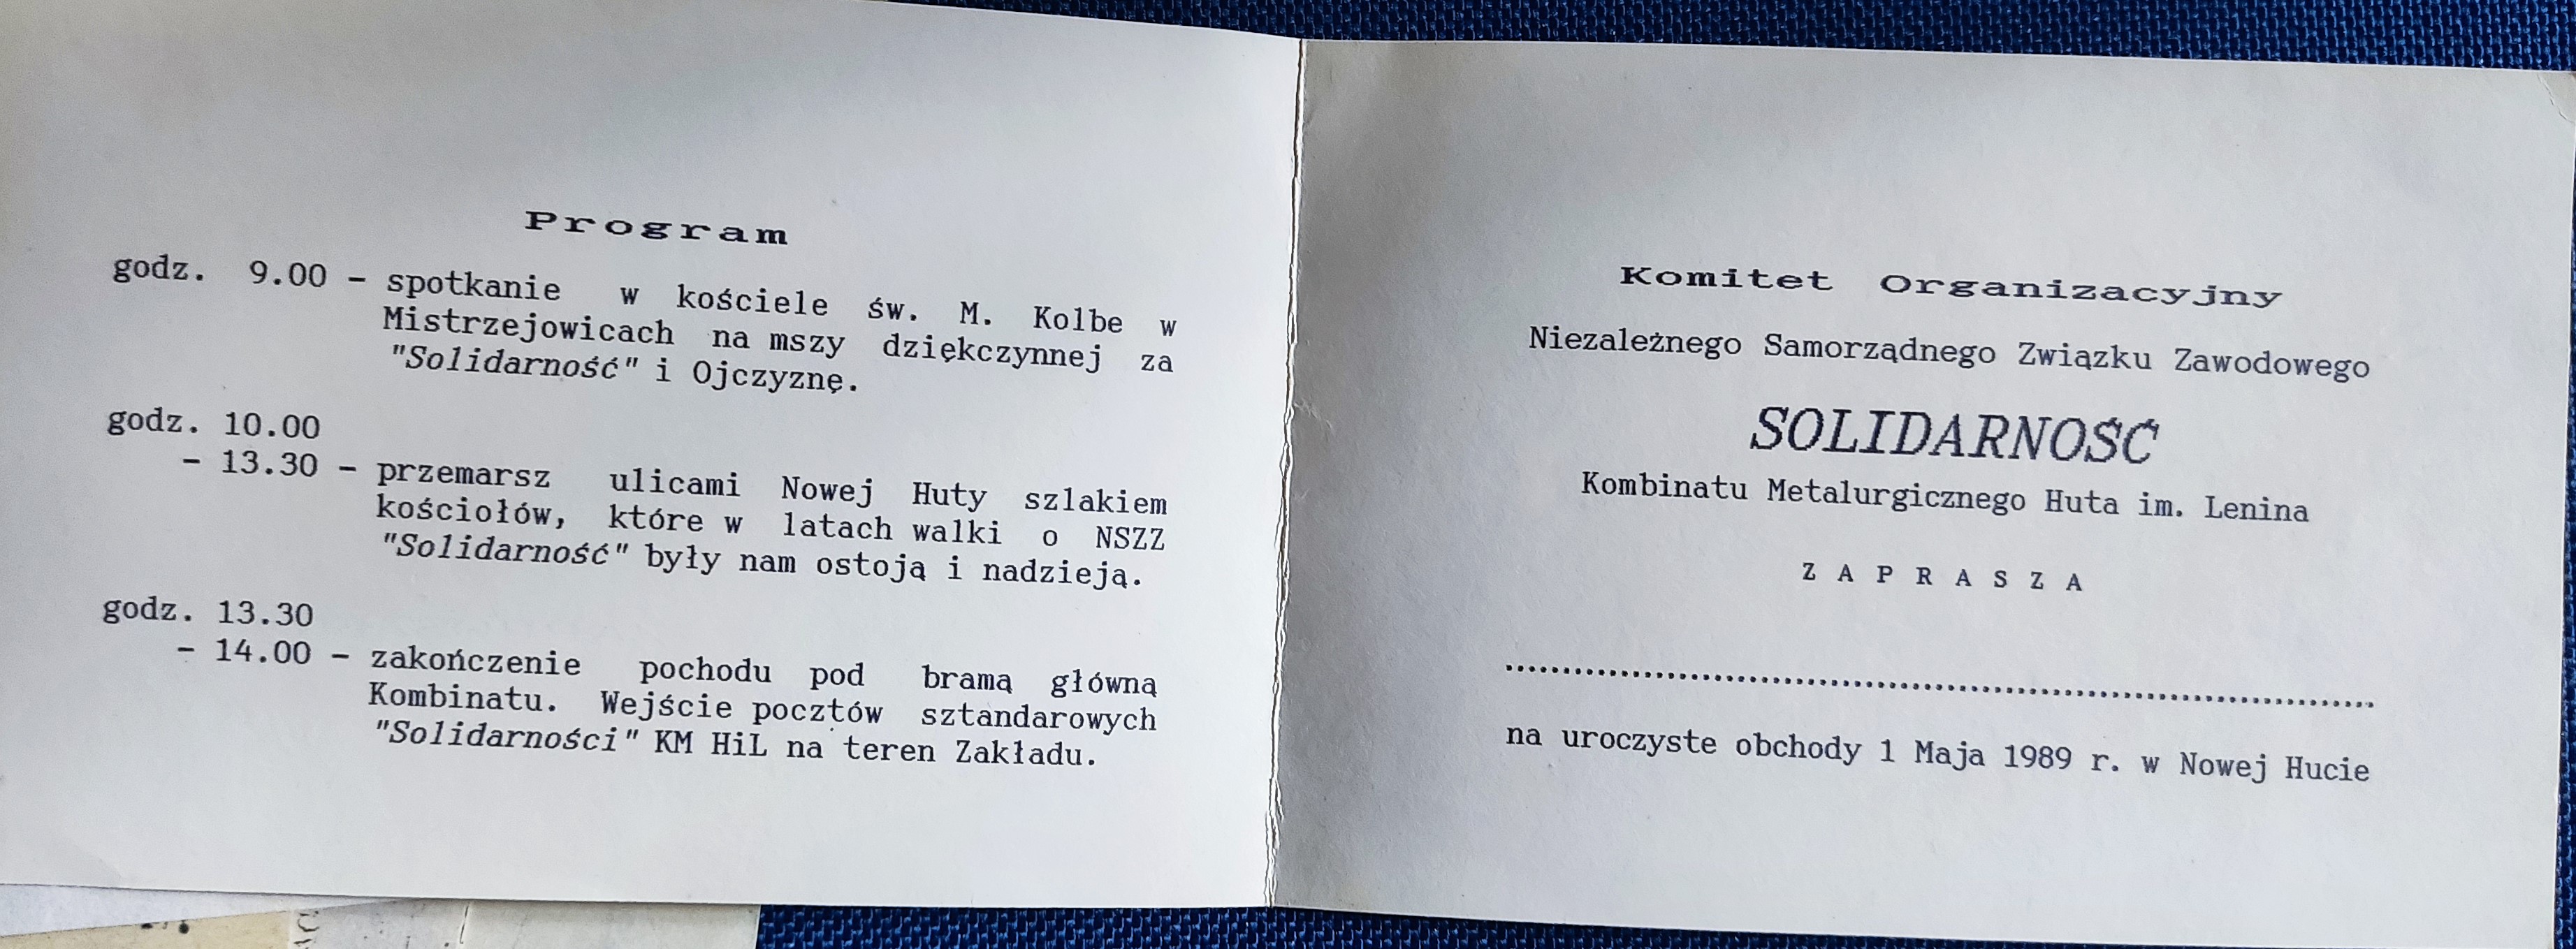 Program
godz. 9.00 - spotkanie w kościele św. M. Kolbe w
Mistrzejowicach na mszy dziękczynnej za
"Solidarność" i Ojczyznę.
godz. 10.00
- 13.30 - przemarsz ulicami Nowej Huty szlakiem
kościołów, które w latach walki o NSZZ
"Solidarność" były nam ostoją i nadzieją.
godz. 13.30
- 14.00 - zakończenie pochodu pod bramą główną
Kombinatu. Wejście pocztów sztandarowych
"Solidarności" KM HiL na teren Zakładu.
Komitet Organizacyjny
Niezależnego Samorządnego Związku Zawodowego
SOLIDARNOŚĆ
Kombinatu Metalurgicznego Huta im. Lenina
Z A P R A S Z A
na uroczyste obchody 1 Maja 1989 r. w Nowej Hucie